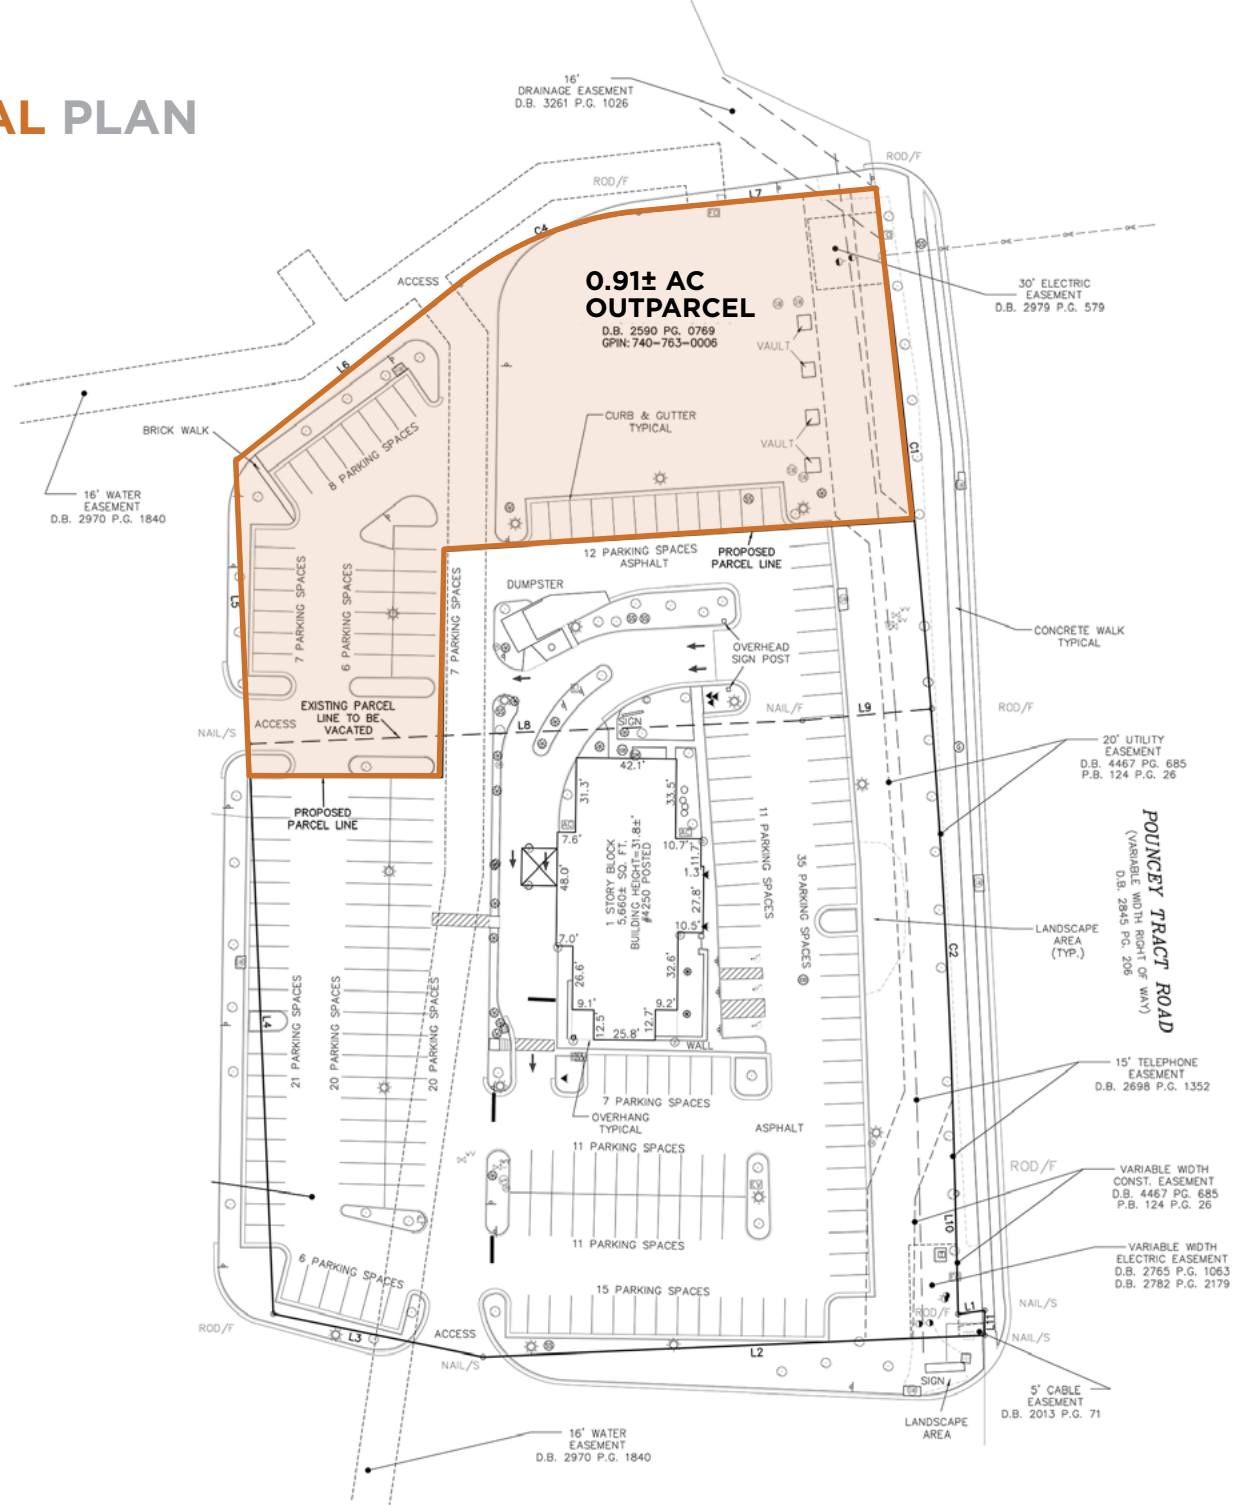 AL PLAN
16'
DRAINAGE EASEMENT
D.B. 3261 P.G. 1026
ROD/F
ROD/F
L7
C4
ACCESS
0.91± AC
OUTPARCEL
D.B. 2590 PG. 0769
GPIN: 740-763-0006
30' ELECTRIC
EASEMENT
D.B. 2979 P.G. 579
VAULT
L6
BRICK WALK
8 PARKING SPACES
CURB & GUTTER
TYPICAL
VAULT
C1
16' WATER
EASEMENT
D.B. 2970 P.G. 1840
12 PARKING SPACES
ASPHALT
PROPOSED
PARCEL LINE
7 PARKING SPACES
6 PARKING SPACES
7 PARKING SPACES
L5
DUMPSTER
OVERHEAD
SIGN POST
CONCRETE WALK
TYPICAL
EXISTING PARCEL
LINE TO BE
VACATED
ACCESS
NAIL/S
L8
SIGN
NAIL/F
L9
ROD/F
20' UTILITY
EASEMENT
D.B. 4467 PG. 685
P.B. 124 P.G. 26
PROPOSED
PARCEL LINE
42.1'
31.3'
33.5'
7.6'
10.7'
11.7'
1.3'
48.0'
27.8'
10.5'
7.0'
26.6'
32.6'
9.1'
9.2'
12.5'
12.7'
25.8'
1 STORY BLOCK
5,660± SQ. FT.
BUILDING HEIGHT=31.8±'
#4250 POSTED
11 PARKING SPACES
35 PARKING SPACES
POUNCEY TRACT ROAD
(VARIABLE WIDTH RIGHT OF WAY)
D.B. 2845 PG. 206
LANDSCAPE
AREA
(TYP.)
C2
L4
21 PARKING SPACES
20 PARKING SPACES
20 PARKING SPACES
WALL
7 PARKING SPACES
OVERHANG
TYPICAL
ASPHALT
15' TELEPHONE
EASEMENT
D.B. 2698 P.G. 1352
11 PARKING SPACES
ROD/F
VARIABLE WIDTH
CONST. EASEMENT
D.B. 4467 PG. 685
P.B. 124 P.G. 26
L10
11 PARKING SPACES
VARIABLE WIDTH
ELECTRIC EASEMENT
D.B. 2765 P.G. 1063
D.B. 2782 P.G. 2179
6 PARKING SPACES
15 PARKING SPACES
ROD/F
L1
L11
NAIL/S
ROD/F
L3
ACCESS
NAIL/S
L2
NAIL/S
SIGN
5' CABLE
EASEMENT
D.B. 2013 P.G. 71
LANDSCAPE
AREA
16' WATER
EASEMENT
D.B. 2970 P.G. 1840